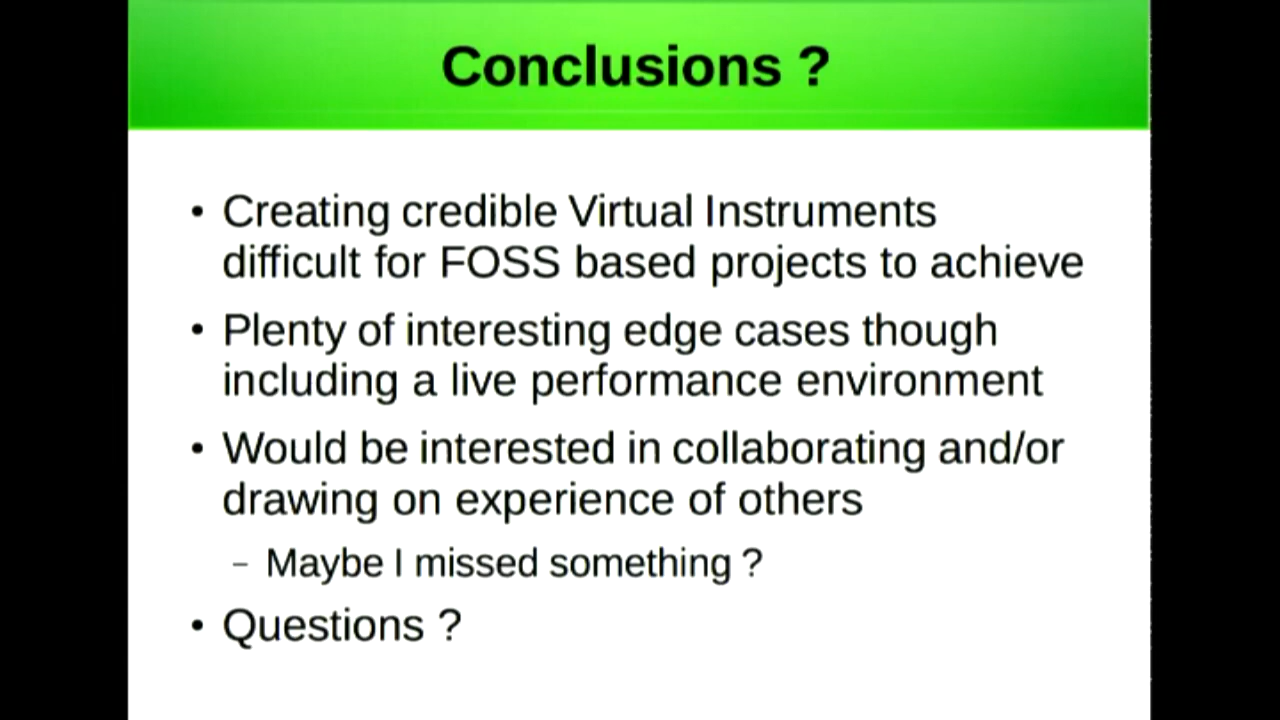 Conclusions ?
• Creating credible Virtual Instruments
difficult for FOSS based projects to achieve
• Plenty of interesting edge cases though
including a live performance environment
• Would be interested in collaborating and/or
drawing on experience of others
– Maybe I missed something ?
• Questions ?